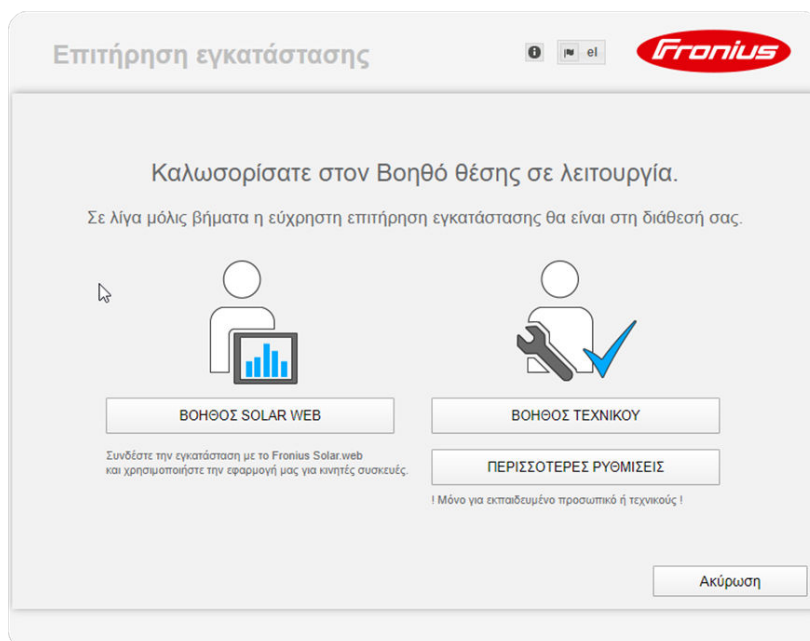 Επιτήρηση εγκατάστασης
el
Fronius
Καλωσορίσατε στον Βοηθό θέσης σε λειτουργία.
Σε λίγα μόλις βήματα η εύχρηστη επιτήρηση εγκατάστασης θα είναι στη διάθεσή σας.
ΒΟΗΘΟΣ SOLAR WEB
ΒΟΗΘΟΣ ΤΕΧΝΙΚΟΥ
Συνδέστε την εγκατάσταση με το Fronius Solar.web
και χρησιμοποιήστε την εφαρμογή μας για κινητές συσκευές.
ΠΕΡΙΣΣΟΤΕΡΕΣ ΡΥΘΜΙΣΕΙΣ
! Μόνο για εκπαιδευμένο προσωπικό ή τεχνικούς !
Ακύρωση